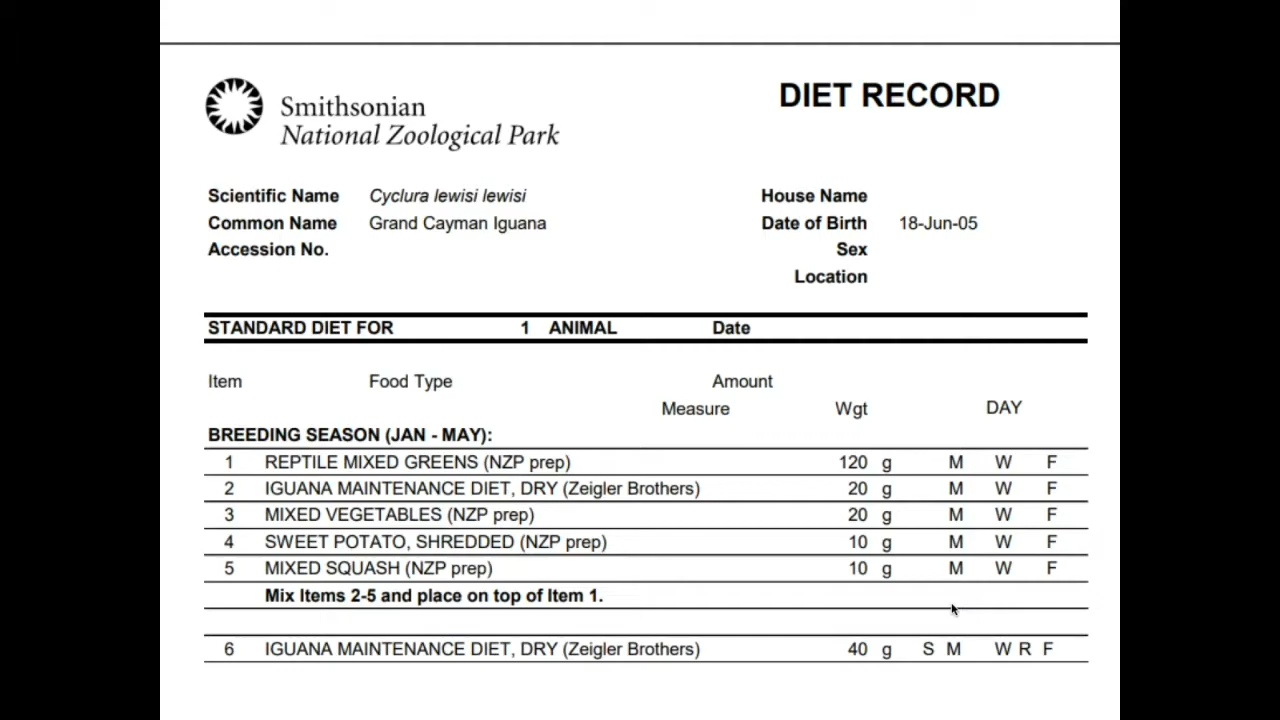 Smithsonian
National Zoological Park
DIET RECORD
Scientific Name Cyclura lewisi lewisi House Name
Common Name Grand Cayman Iguana Date of Birth 18-Jun-05
Accession No. Sex
Location
STANDARD DIET FOR 1 ANIMAL Date
Item Food Type Amount
Measure Wgt DAY
BREEDING SEASON (JAN - MAY):
1 REPTILE MIXED GREENS (NZP prep) 120 g M W F
2 IGUANA MAINTENANCE DIET, DRY (Zeigler Brothers) 20 g M W F
3 MIXED VEGETABLES (NZP prep) 20 g M W F
4 SWEET POTATO, SHREDDED (NZP prep) 10 g M W F
5 MIXED SQUASH (NZP prep) 10 g M W F
Mix Items 2-5 and place on top of Item 1.
6 IGUANA MAINTENANCE DIET, DRY (Zeigler Brothers) 40 g S M W R F